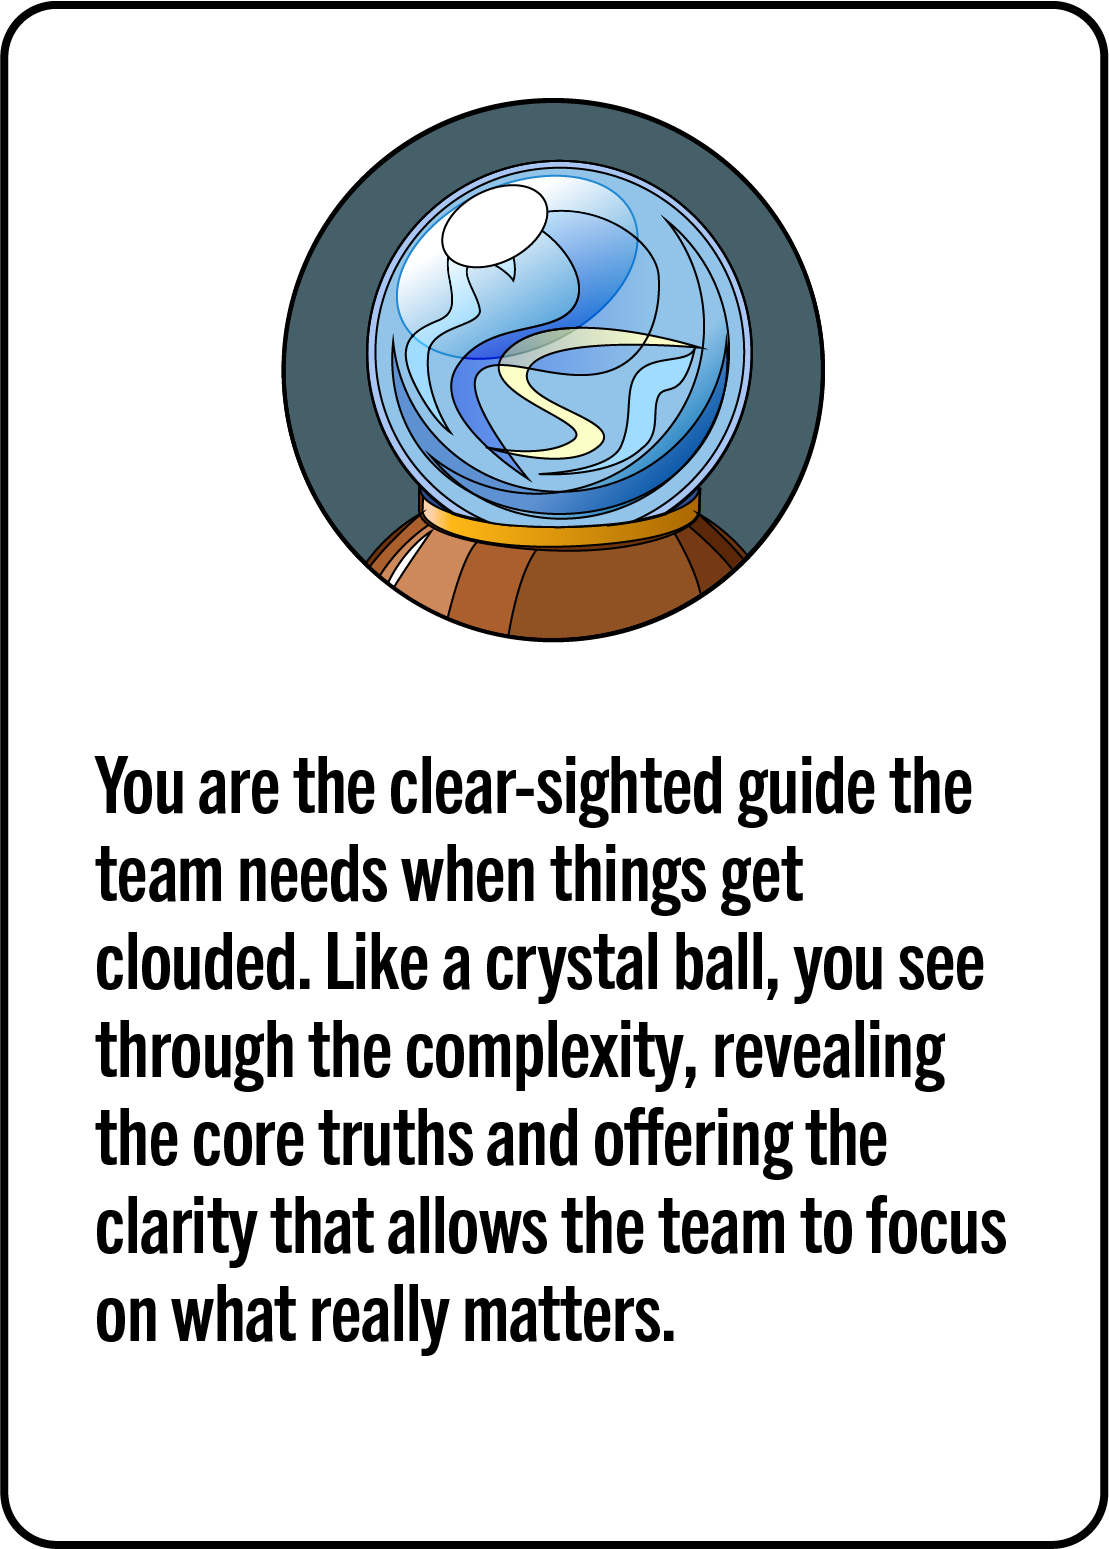 You are the clear-sighted guide the
team needs when things get
clouded. Like a crystal ball, you see
through the complexity, revealing
the core truths and offering the
clarity that allows the team to focus
on what really matters.